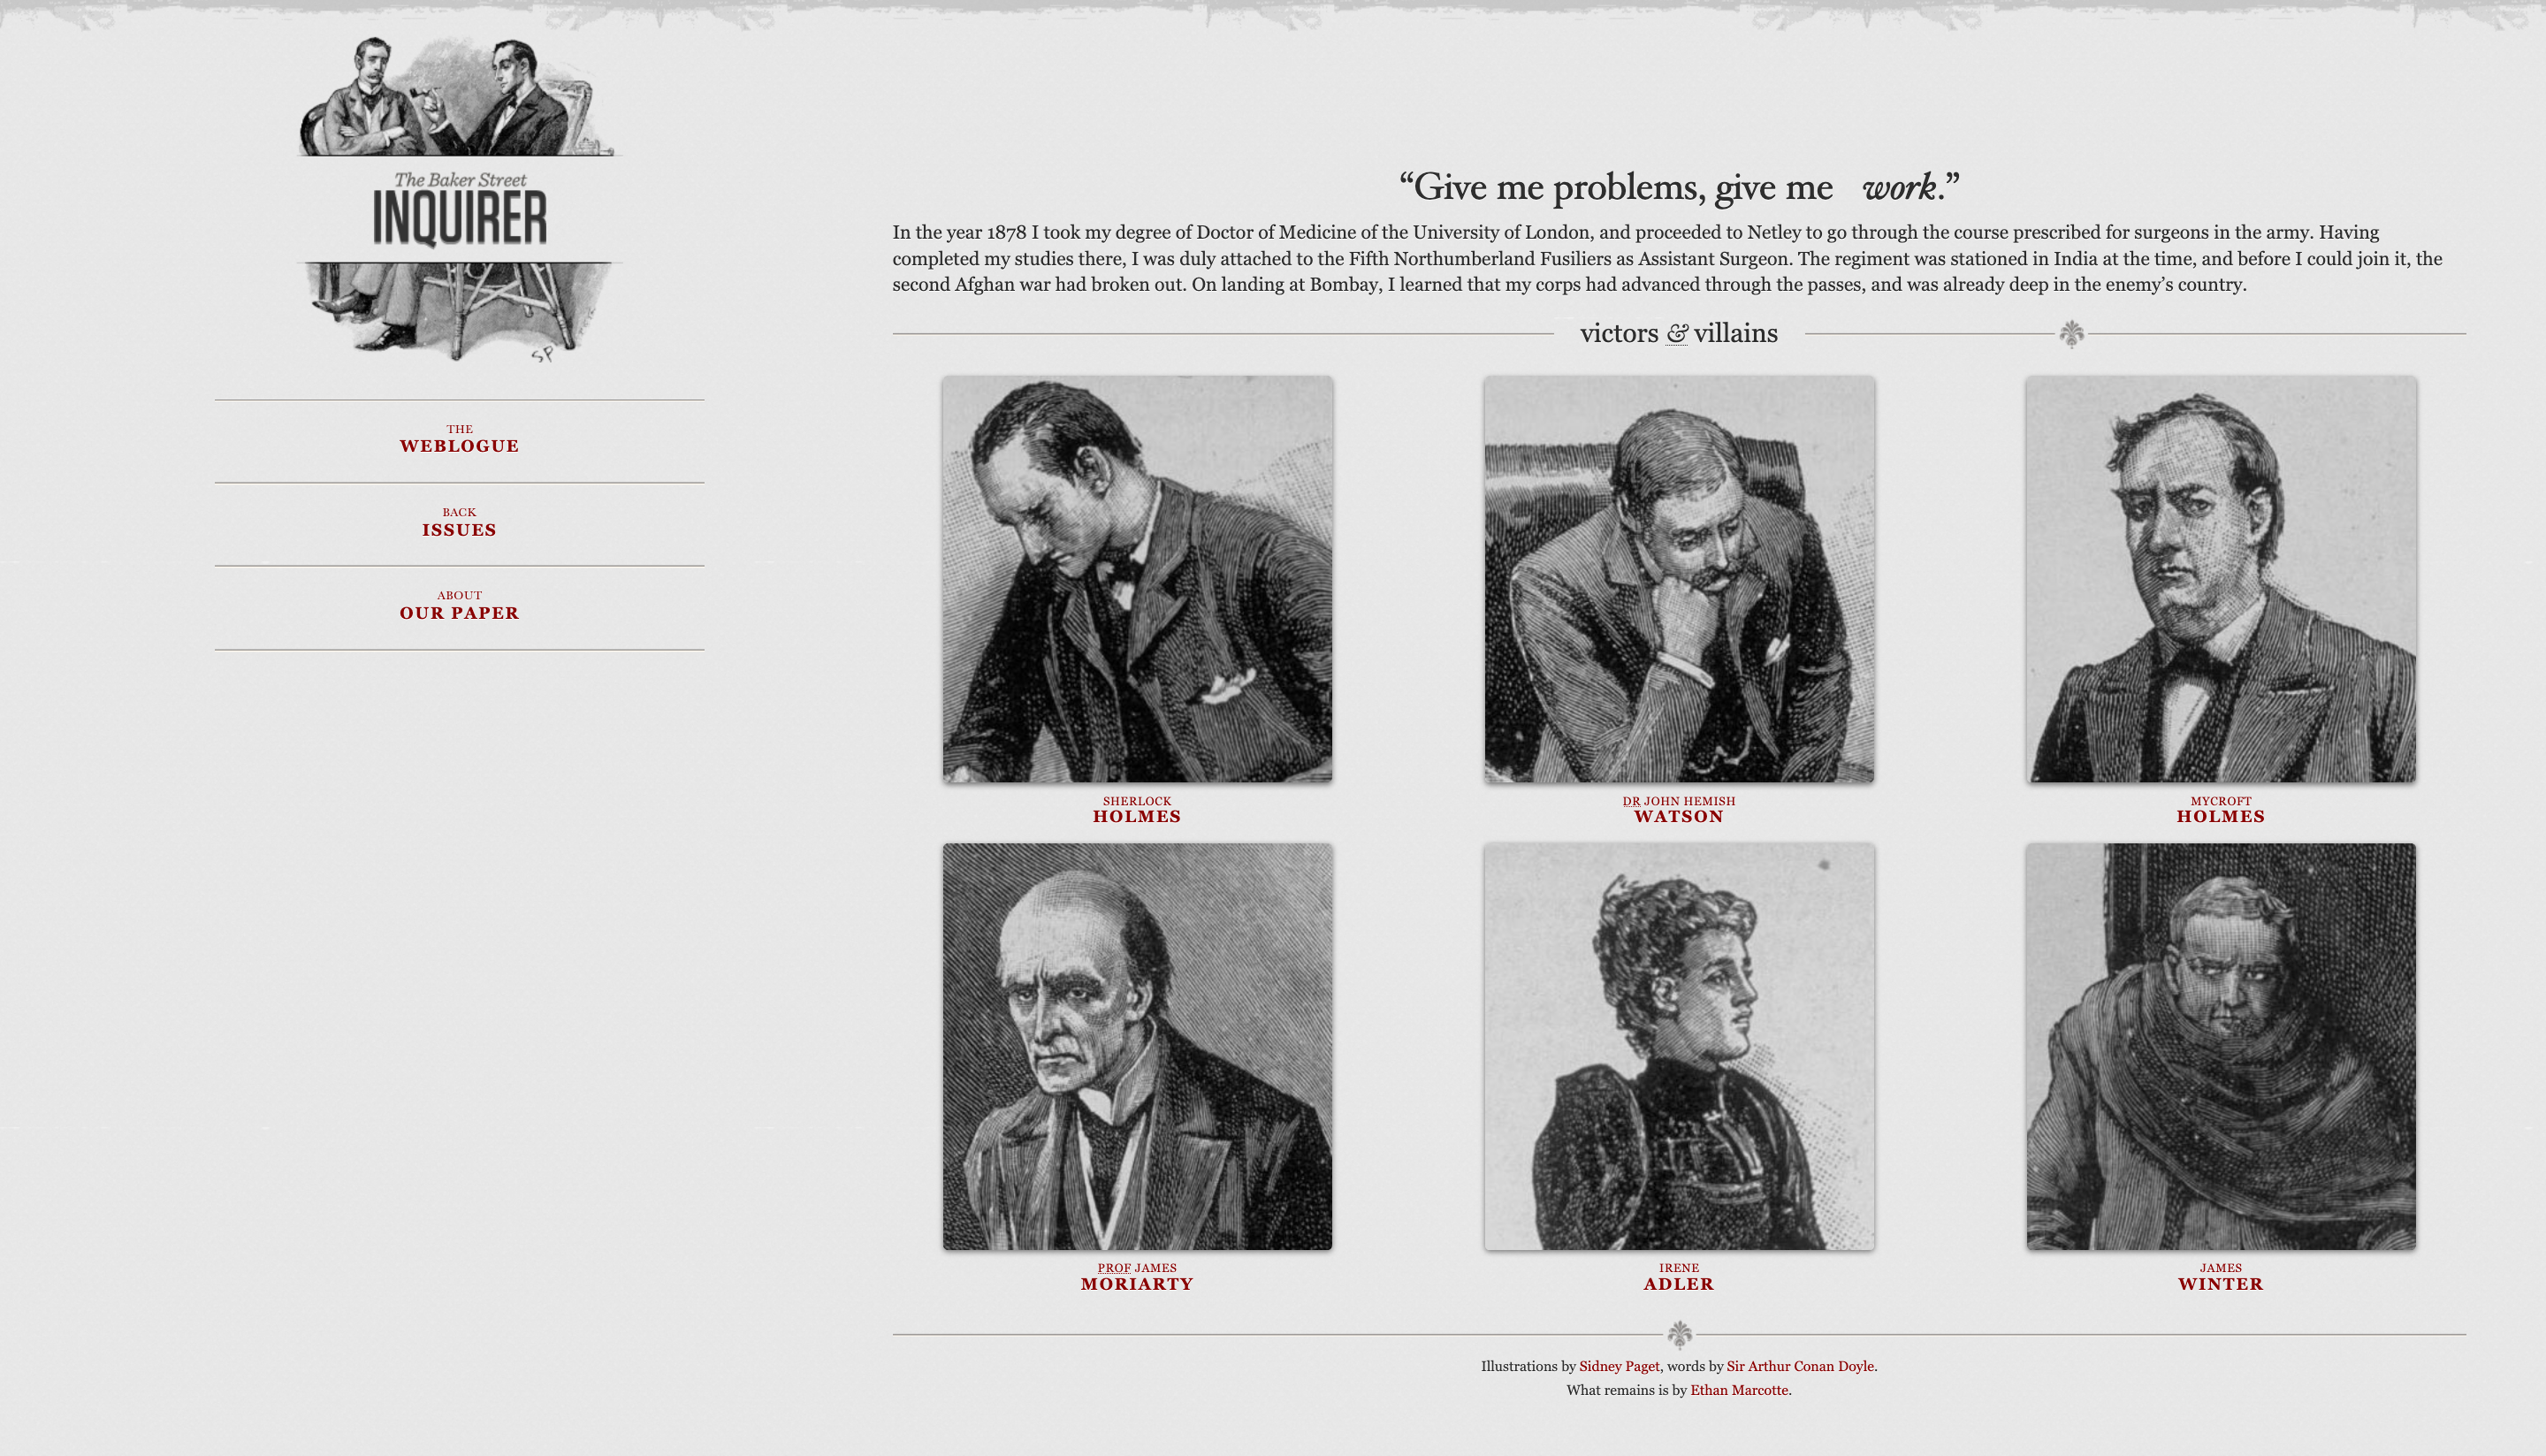 The Baker Street
INQUIRER
SP
THE
WEBLOGUE
BACK
ISSUES
ABOUT
OUR PAPER
“Give me problems, give me work.”
In the year 1878 I took my degree of Doctor of Medicine of the University of London, and proceeded to Netley to go through the course prescribed for surgeons in the army. Having
completed my studies there, I was duly attached to the Fifth Northumberland Fusiliers as Assistant Surgeon. The regiment was stationed in India at the time, and before I could join it, the
second Afghan war had broken out. On landing at Bombay, I learned that my corps had advanced through the passes, and was already deep in the enemy’s country.
victors & villains
SHERLOCK
HOLMES
DR JOHN HEMISH
WATSON
MYCROFT
HOLMES
PROF JAMES
MORIARTY
IRENE
ADLER
JAMES
WINTER
Illustrations by Sidney Paget, words by Sir Arthur Conan Doyle.
What remains is by Ethan Marcotte.